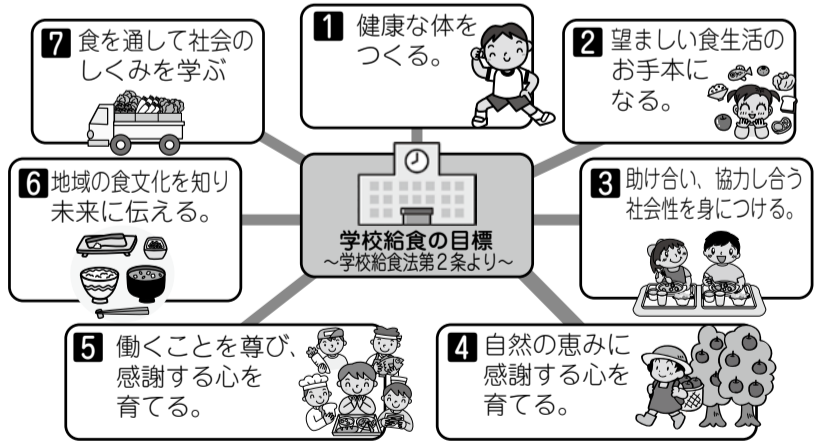 1 健康な体を
つくる。
2 望ましい食生活の
お手本に
なる。
3 助け合い、協力し合う
社会性を身につける。
4 自然の恵みに
感謝する心を
育てる。
5 働くことを尊び、
感謝する心を
育てる。
6 地域の食文化を知り
未来に伝える。
7 食を通して社会の
しくみを学ぶ
学校給食の目標
～学校給食法第2条より～